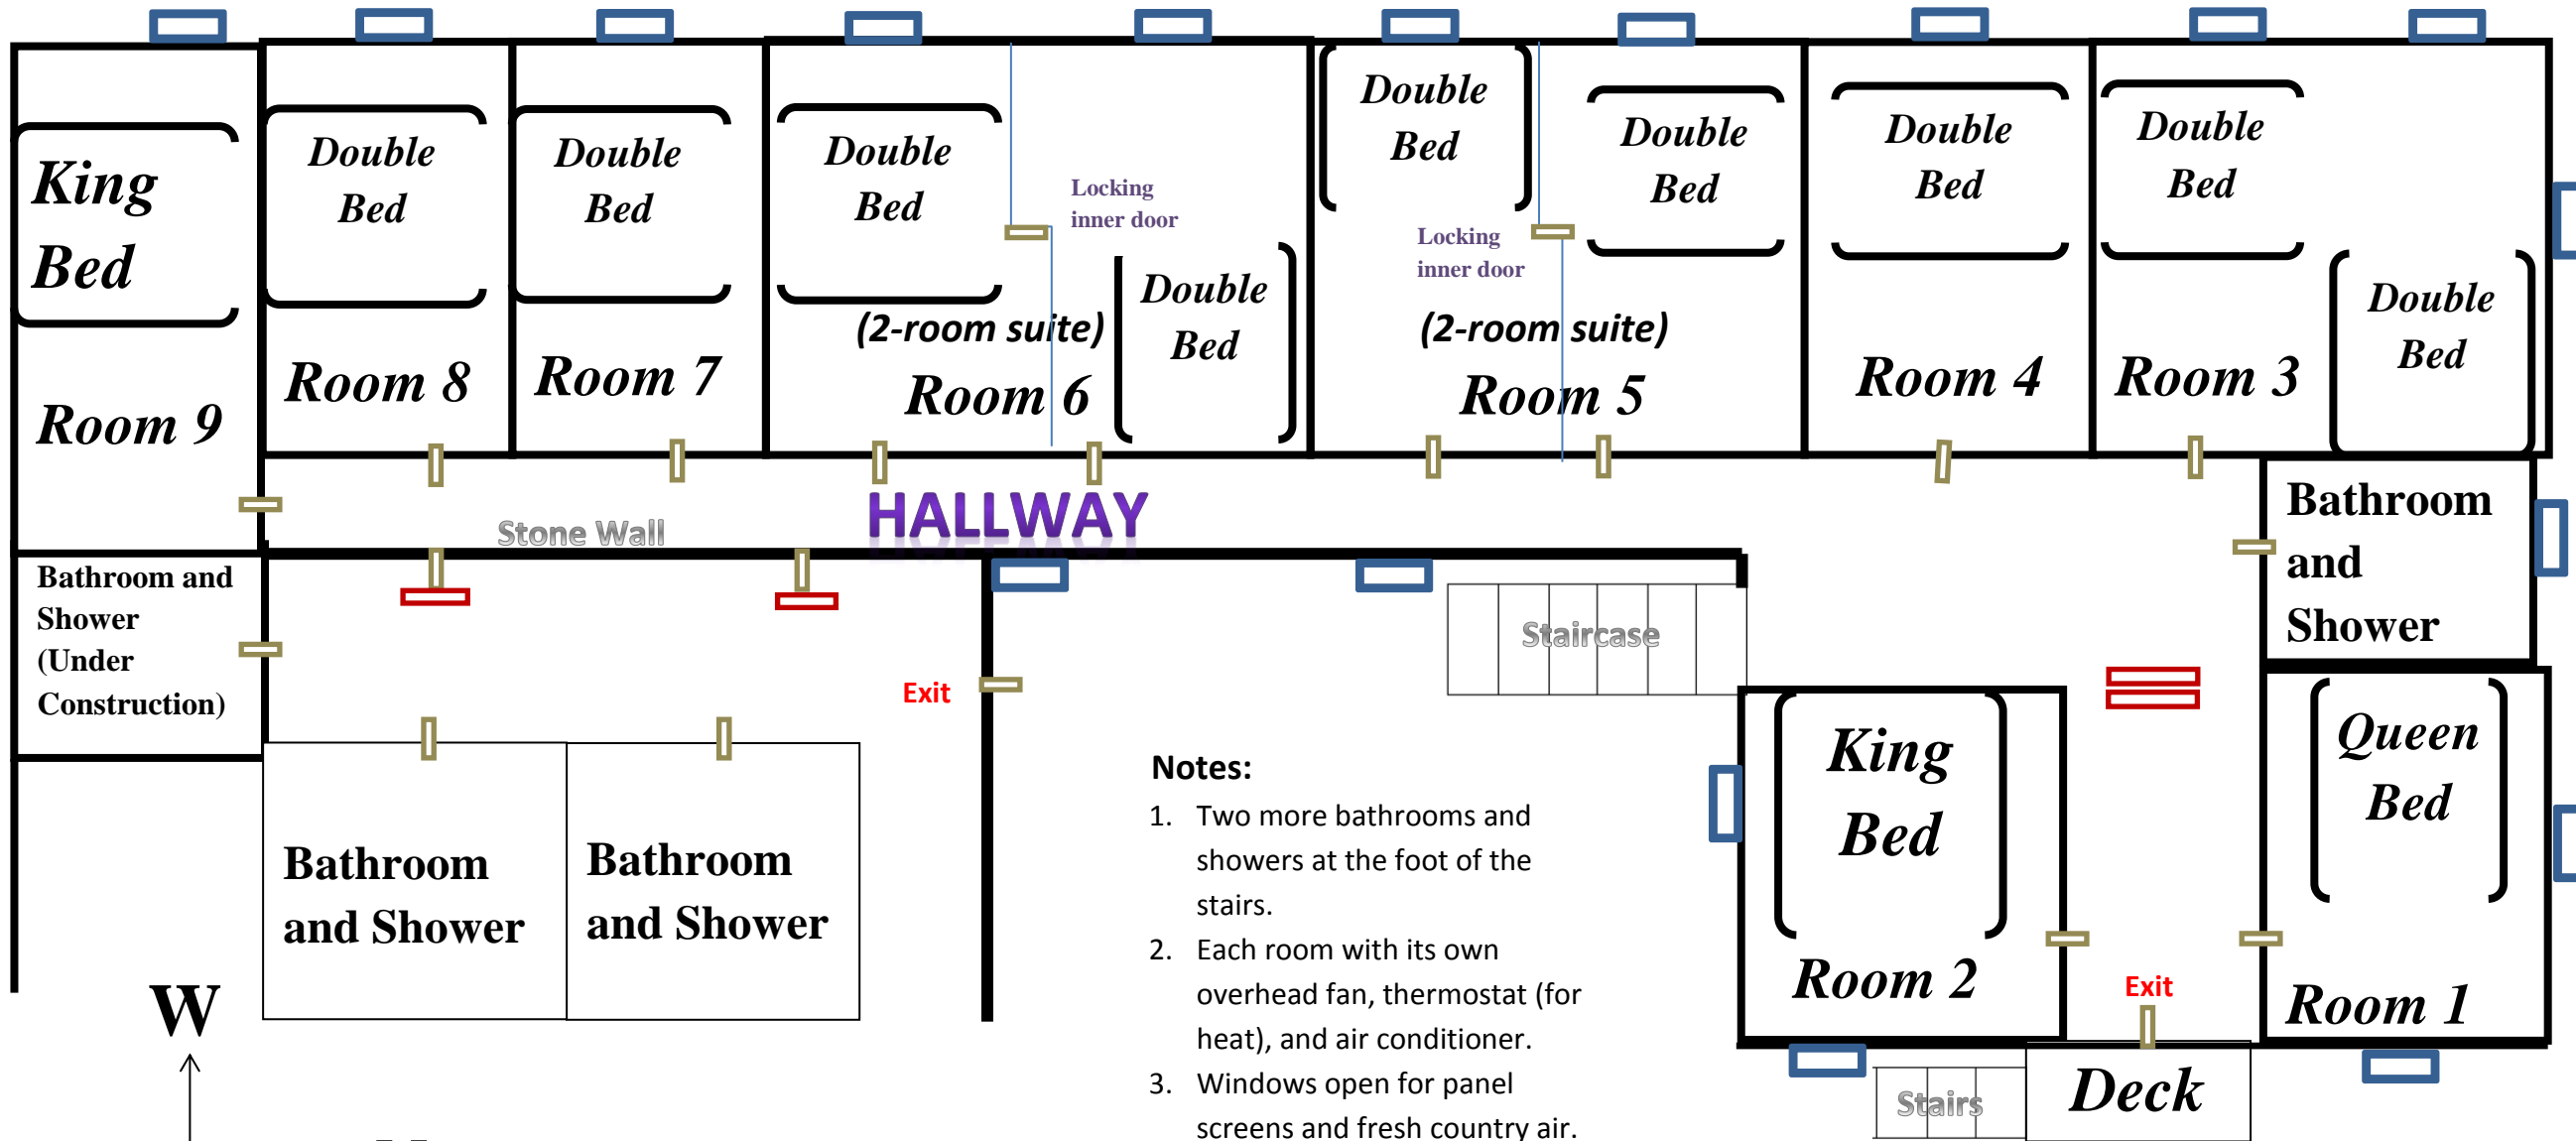 King
Bed
Room 9
Double
Bed
Room 8
Double
Bed
Room 7
Double
Bed
Locking
inner door
Double
Bed
(2-room suite)
Room 6
Double
Bed
Locking
inner door
Double
Bed
(2-room suite)
Room 5
Double
Bed
Room 4
Double
Bed
Room 3
Double
Bed
HALLWAY
Stone Wall
Bathroom
and
Shower
Bathroom and
Shower
(Under
Construction)
Staircase
Exit
Bathroom
and Shower
Bathroom
and Shower
King
Bed
Room 2
Queen
Bed
Room 1
Exit
Deck
Stairs
Notes:
1. Two more bathrooms and
showers at the foot of the
stairs.
2. Each room with its own
overhead fan, thermostat (for
heat), and air conditioner.
3. Windows open for panel
screens and fresh country air.
W